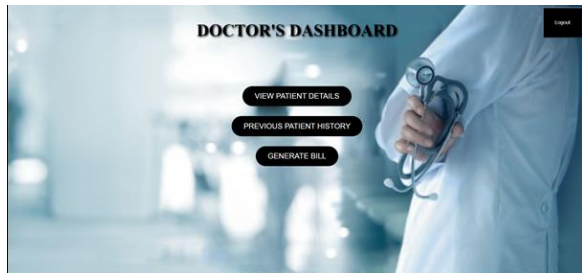 DOCTOR'S DASHBOARD
Logout
VIEW PATIENT DETAILS
PREVIOUS PATIENT HISTORY
GENERATE BILL